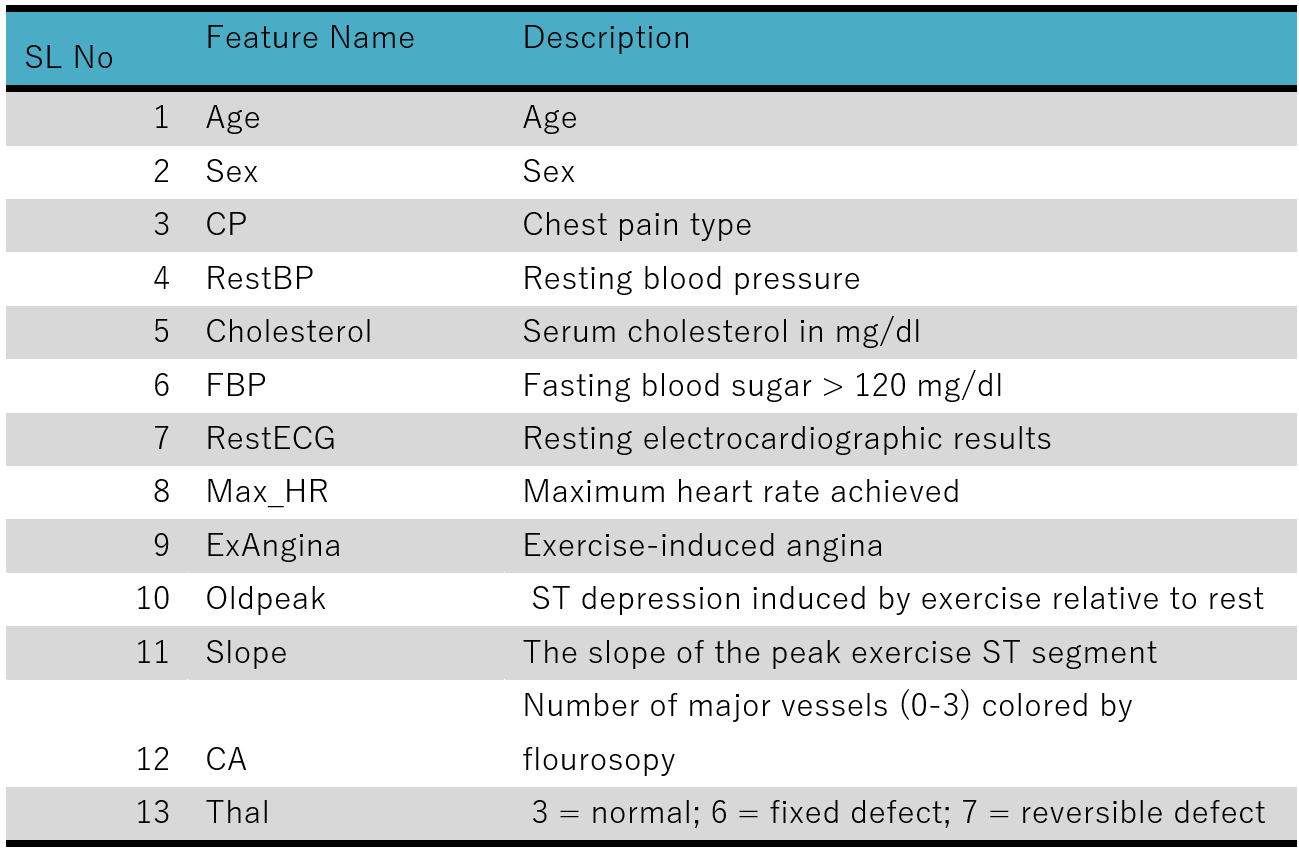 SL No Feature Name Description
1 Age Age
2 Sex Sex
3 CP Chest pain type
4 RestBP Resting blood pressure
5 Cholesterol Serum cholesterol in mg/dl
6 FBP Fasting blood sugar > 120 mg/dl
7 RestECG Resting electrocardiographic results
8 Max_HR Maximum heart rate achieved
9 ExAngina Exercise-induced angina
10 Oldpeak ST depression induced by exercise relative to rest
11 Slope The slope of the peak exercise ST segment
Number of major vessels (0-3) colored by
12 CA flourosopy
13 Thal 3 = normal; 6 = fixed defect; 7 = reversible defect